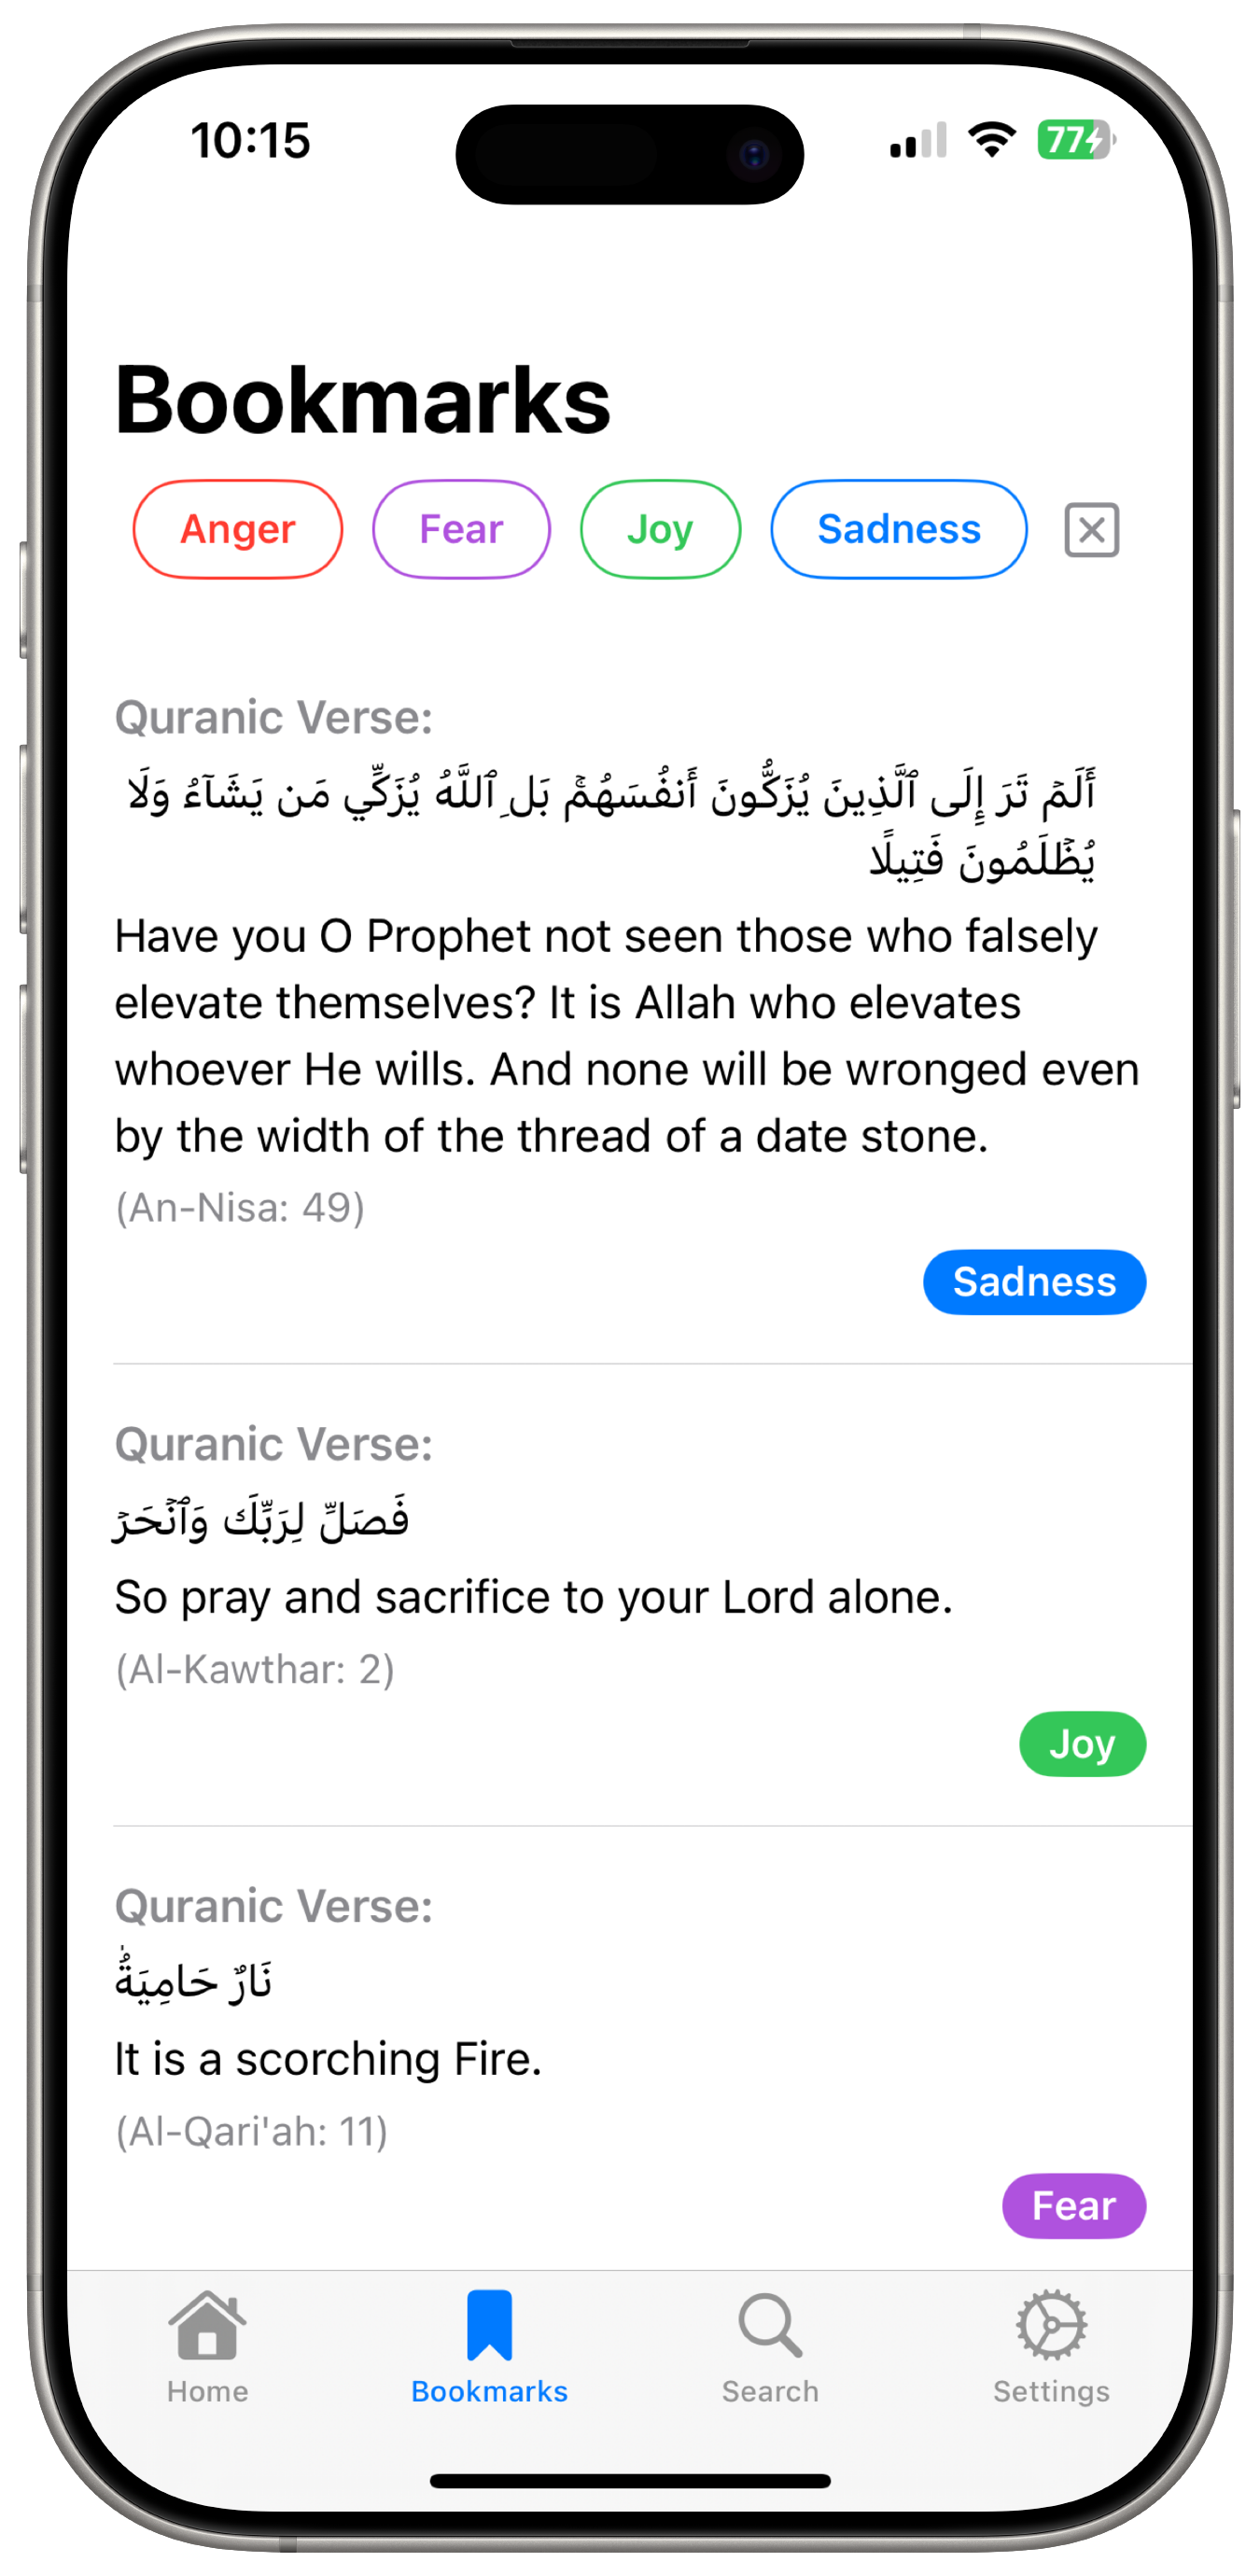 10:15
77
Bookmarks
Anger Fear Joy Sadness
Quranic Verse:
أَلَمۡ تَرَ إِلَى ٱلَّذِينَ يُزَكُّونَ أَنفُسَهُمۚ بَلِ ٱللَّهُ يُزَكِّي مَن يَشَآءُ وَلَا
يُظۡلَمُونَ فَتِيلًا
Have you O Prophet not seen those who falsely
elevate themselves? It is Allah who elevates
whoever He wills. And none will be wronged even
by the width of the thread of a date stone.
(An-Nisa: 49)
Sadness
Quranic Verse:
فَصَلِّ لِرَبِّكَ وَٱنۡحَرۡ
So pray and sacrifice to your Lord alone.
(Al-Kawthar: 2)
Joy
Quranic Verse:
نَارٌ حَامِيَةُۢ
It is a scorching Fire.
(Al-Qari'ah: 11)
Fear
Home Bookmarks Search Settings